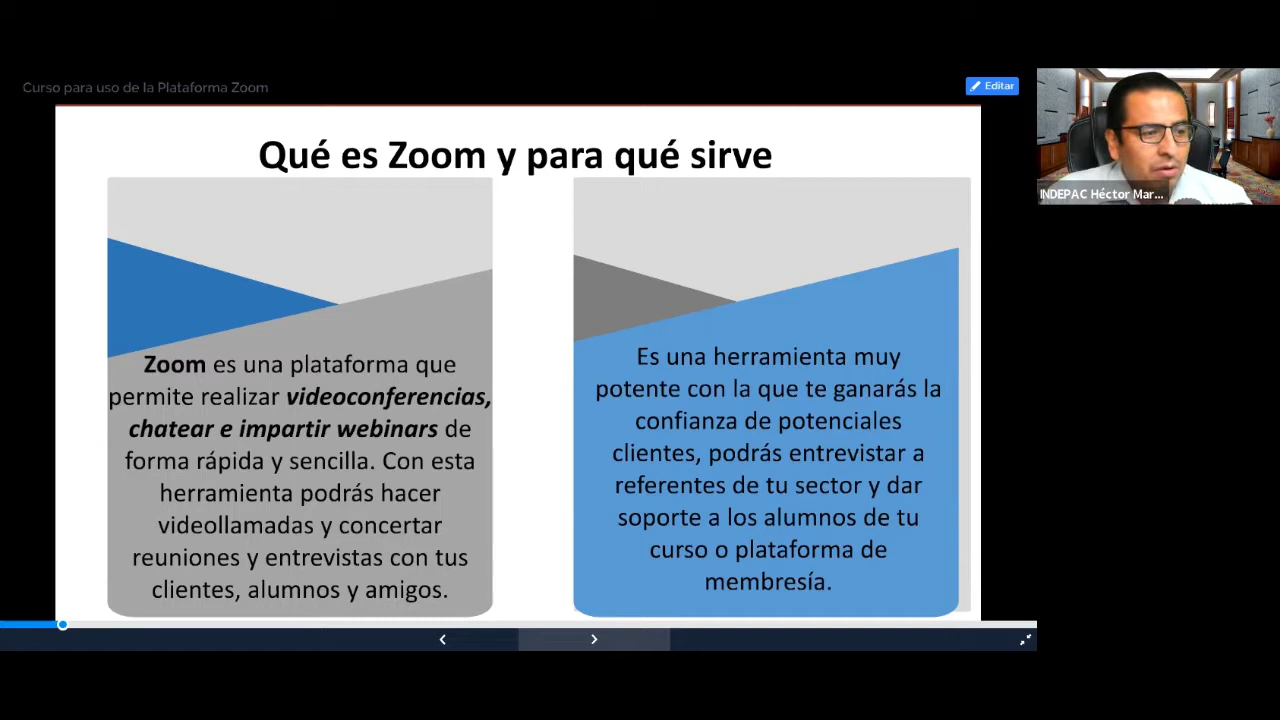 Curso para uso de la Plataforma Zoom
Editar
Qué es Zoom y para qué sirve
Zoom es una plataforma que
permite realizar videoconferencias,
chatear e impartir webinars de
forma rápida y sencilla. Con esta
herramienta podrás hacer
videollamadas y concertar
reuniones y entrevistas con tus
clientes, alumnos y amigos.
Es una herramienta muy
potente con la que te ganarás la
confianza de potenciales
clientes, podrás entrevistar a
referentes de tu sector y dar
soporte a los alumnos de tu
curso o plataforma de
membresía.
INDEPAC Héctor Mar...